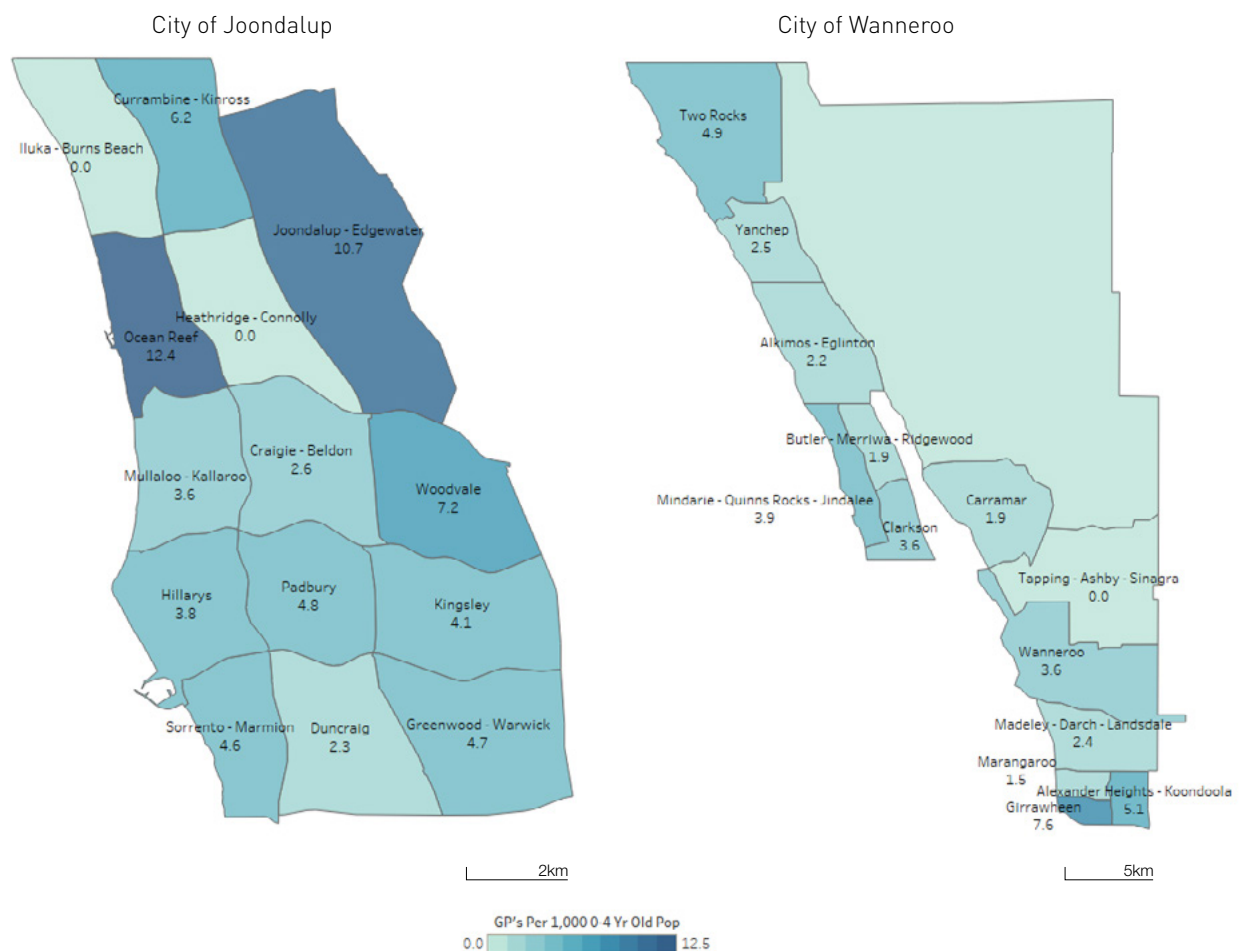 City of Joondalup
Currambine - Kinross
6.2
Iluka - Burns Beach
0.0
Joondalup - Edgewater
10.7
Heathridge - Connolly
0.0
Ocean Reef
12.4
Craigie - Beldon
2.6
Mullaloo - Kallaroo
3.6
Woodvale
7.2
Hillarys
3.8
Padbury
4.8
Kingsley
4.1
Sorrento - Marmion
4.6
Duncraig
2.3
Greenwood - Warwick
4.7
2km
City of Wanneroo
Two Rocks
4.9
Yanchep
2.5
Alkimos - Eglinton
2.2
Butler - Merriwa - Ridgewood
1.9
Mindarie - Quinns Rocks - Jindalee
3.9
Clarkson
3.6
Carramar
1.9
Tapping - Ashby - Sinagra
0.0
Wanneroo
3.6
Madeley - Darch - Landsdale
2.4
Marangaroo
1.5
Alexander Heights - Koondoola
5.1
Girrawheen
7.6
5km
GP's Per 1,000 0-4 Yr Old Pop
0.0 12.5